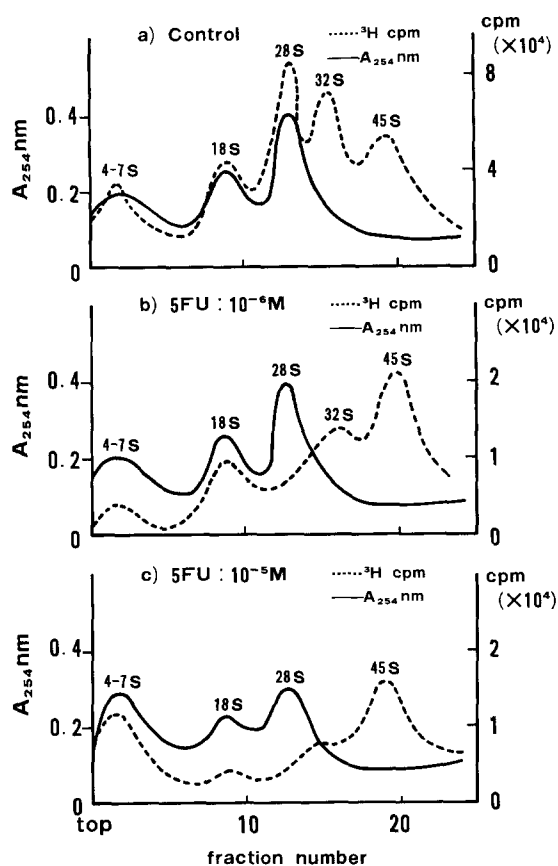 a) Control
³H cpm
A₂₅₄nm
cpm
(×10⁴)
A₂₅₄nm
0.4
0.2
0
8
4
0
4-7S
18S
28S
32S
45S
b) 5FU : 10⁻⁶M
³H cpm
A₂₅₄nm
cpm
(×10⁴)
A₂₅₄nm
0.4
0.2
0
2
1
0
4-7S
18S
28S
32S
45S
c) 5FU : 10⁻⁵M
³H cpm
A₂₅₄nm
cpm
(×10⁴)
A₂₅₄nm
0.4
0.2
0
2
1
0
4-7S
18S
28S
45S
top
10
20
fraction number